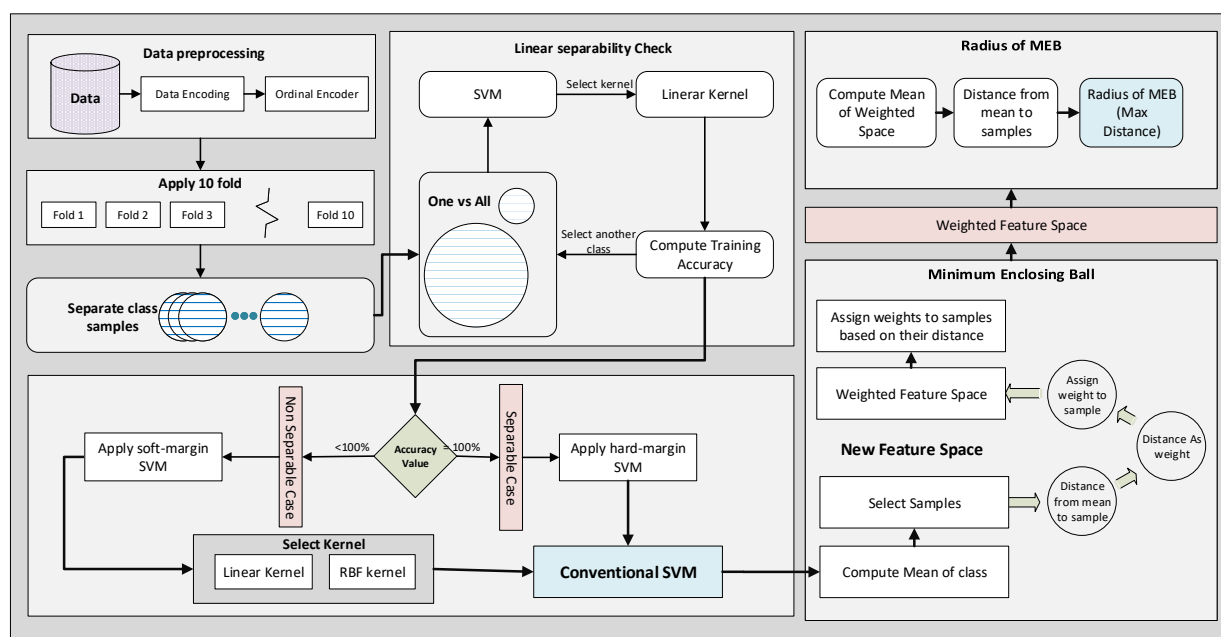 Data preprocessing
Data
Data Encoding
Ordinal Encoder
Apply 10 fold
Fold 1
Fold 2
Fold 3
Fold 10
Separate class
samples
Linear separability Check
SVM
Select kernel
Linerar Kernel
One vs All
Select another
class
Compute Training
Accuracy
Non Separable Case
Separable Case
Apply soft-margin
SVM
<100%
Accuracy
Value
= 100%
Apply hard-margin
SVM
Select Kernel
Linear Kernel
RBF kernel
Conventional SVM
Radius of MEB
Compute Mean
of Weighted
Space
Distance from
mean to
samples
Radius of MEB
(Max
Distance)
Weighted Feature Space
Minimum Enclosing Ball
Assign weights to samples
based on their distance
Weighted Feature Space
Assign
weight to
sample
Distance As
weight
New Feature Space
Select Samples
Distance
from mean
to sample
Compute Mean of class